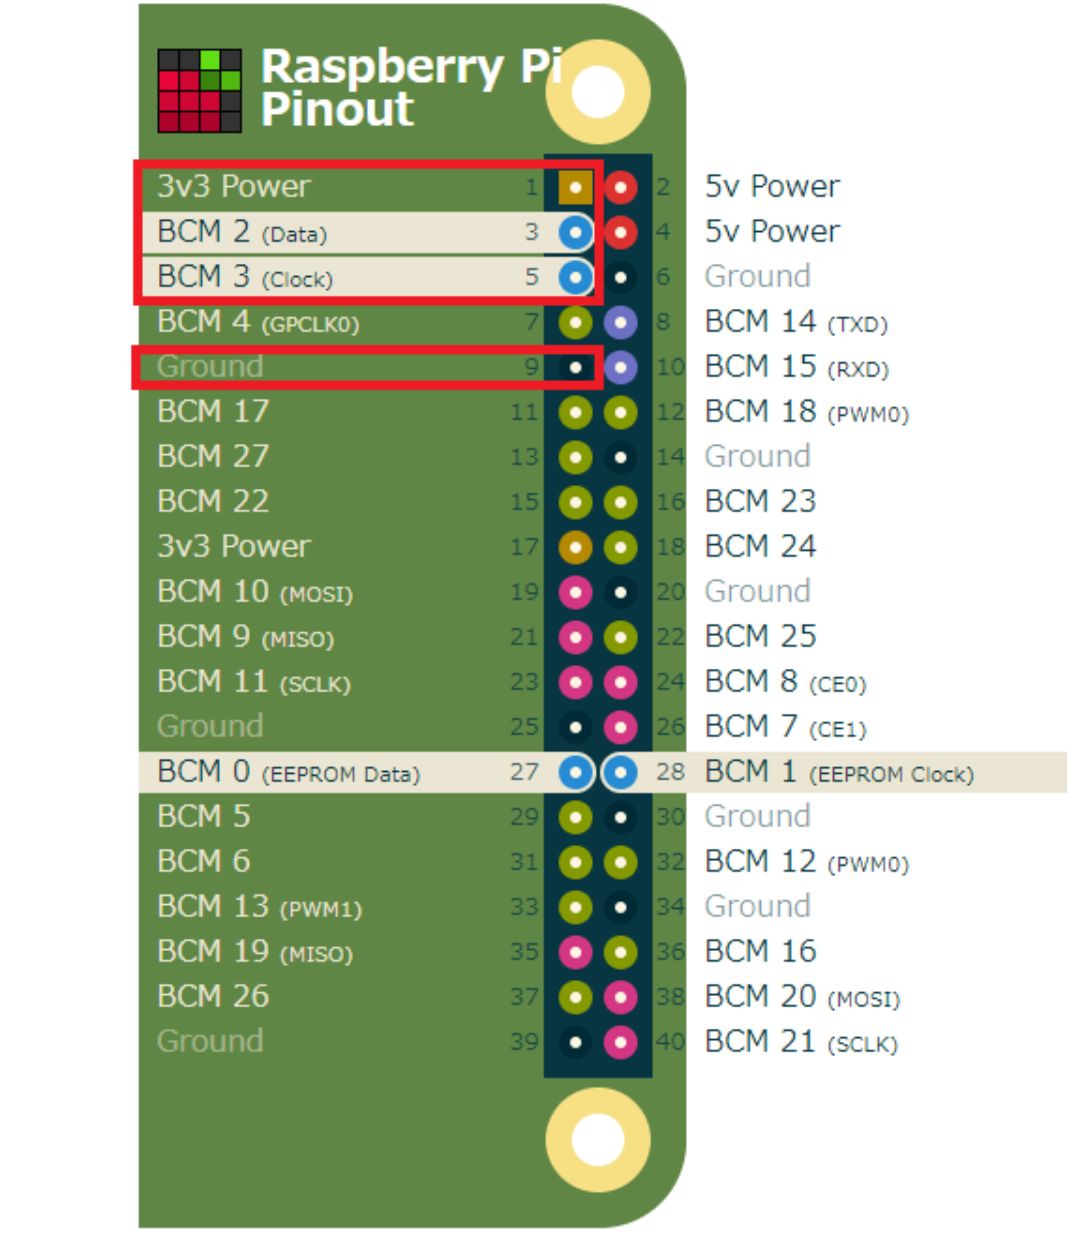 Raspberry Pi
Pinout
3v3 Power 1 2 5v Power
BCM 2 (Data) 3 4 5v Power
BCM 3 (Clock) 5 6 Ground
BCM 4 (GPCLK0) 7 8 BCM 14 (TXD)
Ground 9 10 BCM 15 (RXD)
BCM 17 11 12 BCM 18 (PWM0)
BCM 27 13 14 Ground
BCM 22 15 16 BCM 23
3v3 Power 17 18 BCM 24
BCM 10 (MOSI) 19 20 Ground
BCM 9 (MISO) 21 22 BCM 25
BCM 11 (SCLK) 23 24 BCM 8 (CE0)
Ground 25 26 BCM 7 (CE1)
BCM 0 (EEPROM Data) 27 28 BCM 1 (EEPROM Clock)
BCM 5 29 30 Ground
BCM 6 31 32 BCM 12 (PWM0)
BCM 13 (PWM1) 33 34 Ground
BCM 19 (MISO) 35 36 BCM 16
BCM 26 37 38 BCM 20 (MOSI)
Ground 39 40 BCM 21 (SCLK)